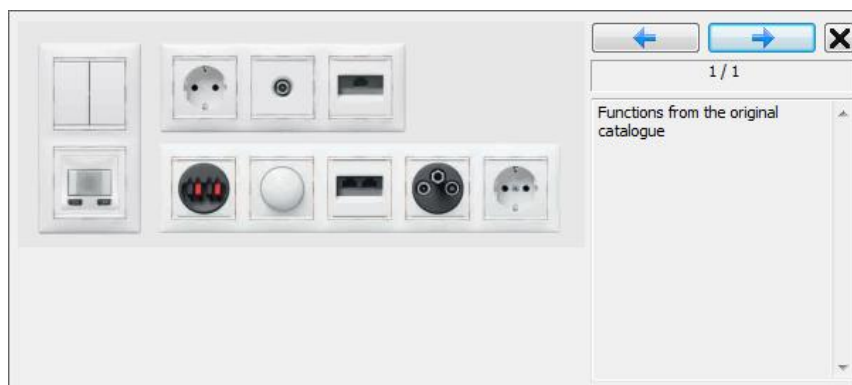 1 / 1
Functions from the original
catalogue